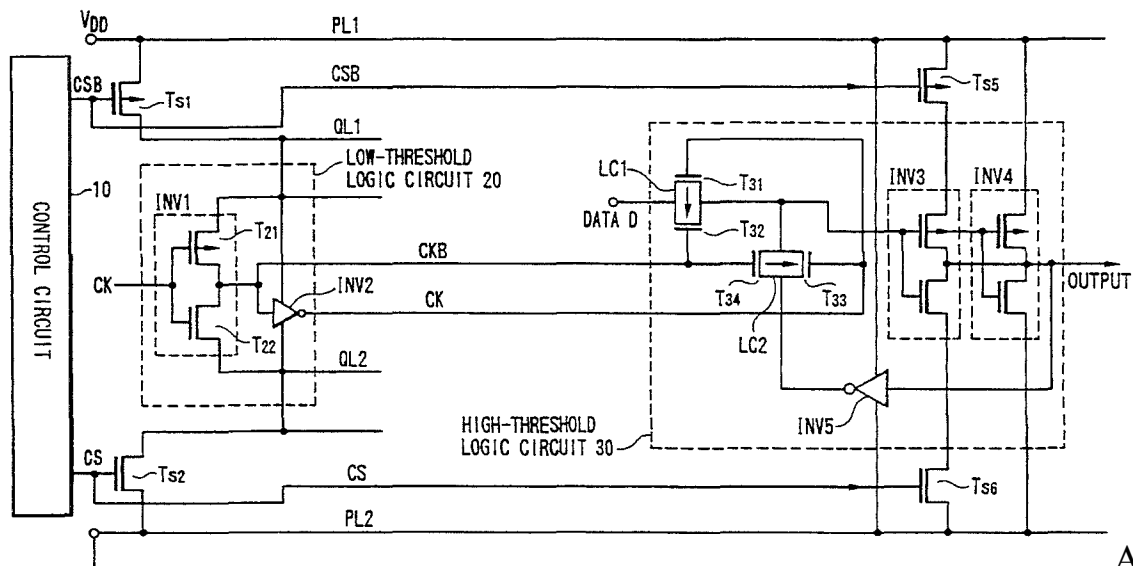 VDD
PL1
CSB
CSB
TS1
TS5
QL1
LOW-THRESHOLD
LOGIC CIRCUIT 20
LC1
T31
10
INV1
INV3
INV4
DATA D
T21
T32
CONTROL CIRCUIT
CKB
OUTPUT
CK
INV2
T34
T33
CK
T22
LC2
QL2
INV5
HIGH-THRESHOLD
LOGIC CIRCUIT 30
CS
CS
TS2
TS6
PL2
A